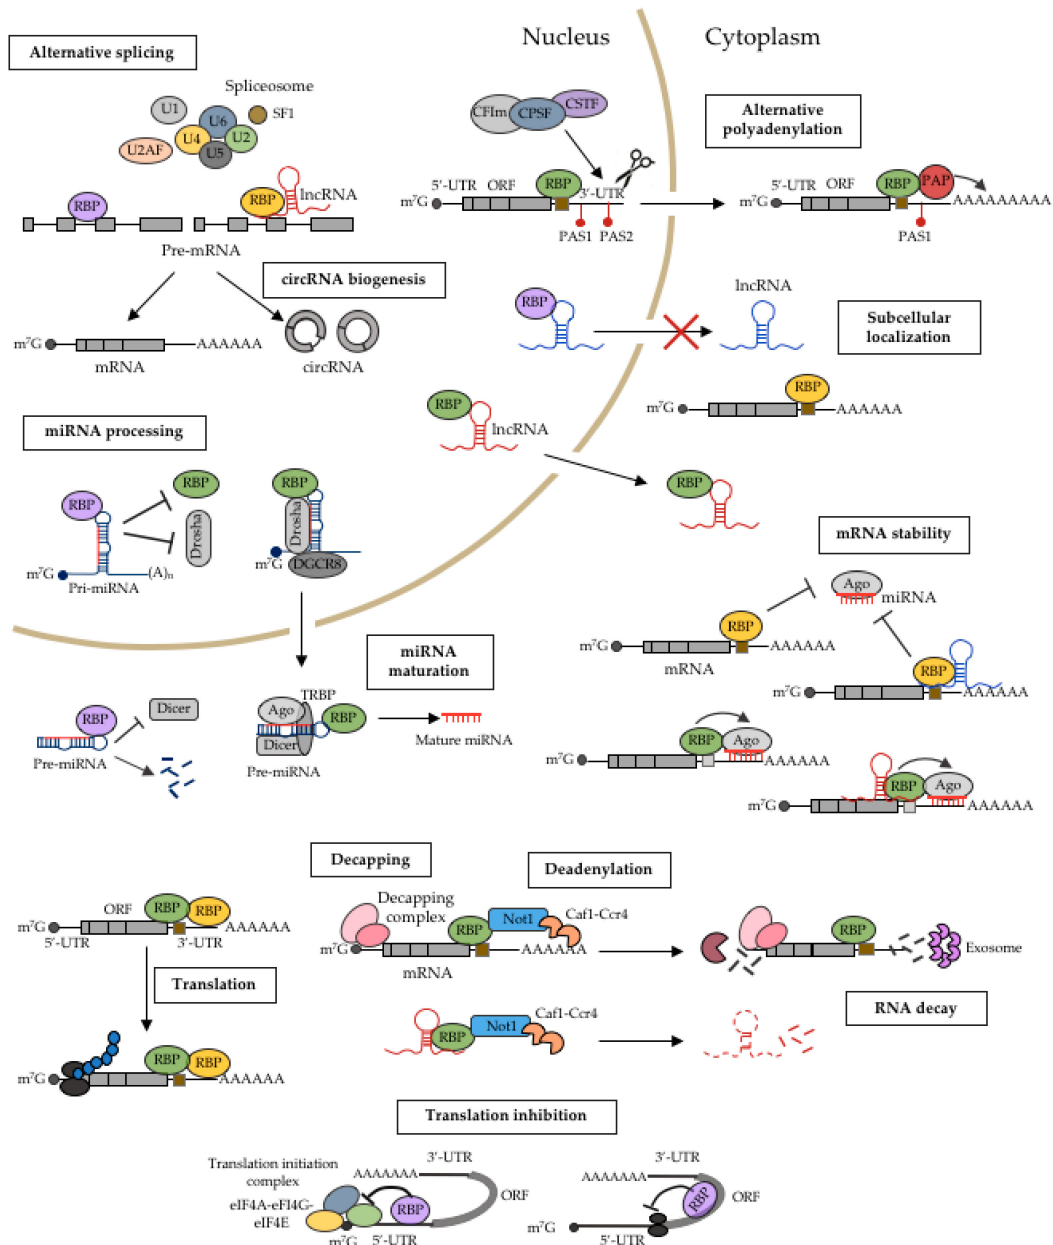 Nucleus
Cytoplasm
Alternative splicing
Spliceosome
U1
U6
SF1
U4
U2
U2AF
U5
RBP
RBP
lncRNA
Pre-mRNA
circRNA biogenesis
m⁷G
AAAAAA
mRNA
circRNA
CFIm
CPSF
CSTF
5′-UTR
ORF
RBP
3′-UTR
m⁷G
PAS1
PAS2
Alternative
polyadenylation
5′-UTR
ORF
RBP
PAP
m⁷G
AAAAAAAAA
PAS1
RBP
lncRNA
Subcellular
localization
RBP
m⁷G
AAAAAA
RBP
lncRNA
RBP
miRNA processing
RBP
RBP
Drosha
m⁷G
(A)n
Pri-miRNA
RBP
Drosha
m⁷G
DGCR8
mRNA stability
Ago
miRNA
RBP
m⁷G
AAAAAA
mRNA
RBP
m⁷G
AAAAAA
RBP
Ago
m⁷G
AAAAAA
RBP
Ago
m⁷G
AAAAAA
miRNA
maturation
RBP
Dicer
Pre-miRNA
TRBP
Ago
RBP
Dicer
Pre-miRNA
Mature miRNA
Decapping
Deadenylation
ORF
RBP
RBP
m⁷G
AAAAAA
5′-UTR
3′-UTR
Translation
RBP
RBP
m⁷G
AAAAAA
Decapping
complex
RBP
Not1
Caf1-Ccr4
m⁷G
AAAAAA
mRNA
RBP
Exosome
RBP
Not1
Caf1-Ccr4
RNA decay
Translation inhibition
Translation initiation
complex
eIF4A-eFI4G-
eIF4E
3′-UTR
AAAAAAA
ORF
RBP
m⁷G
5′-UTR
3′-UTR
AAAAAAA
RBP
ORF
m⁷G
5′-UTR